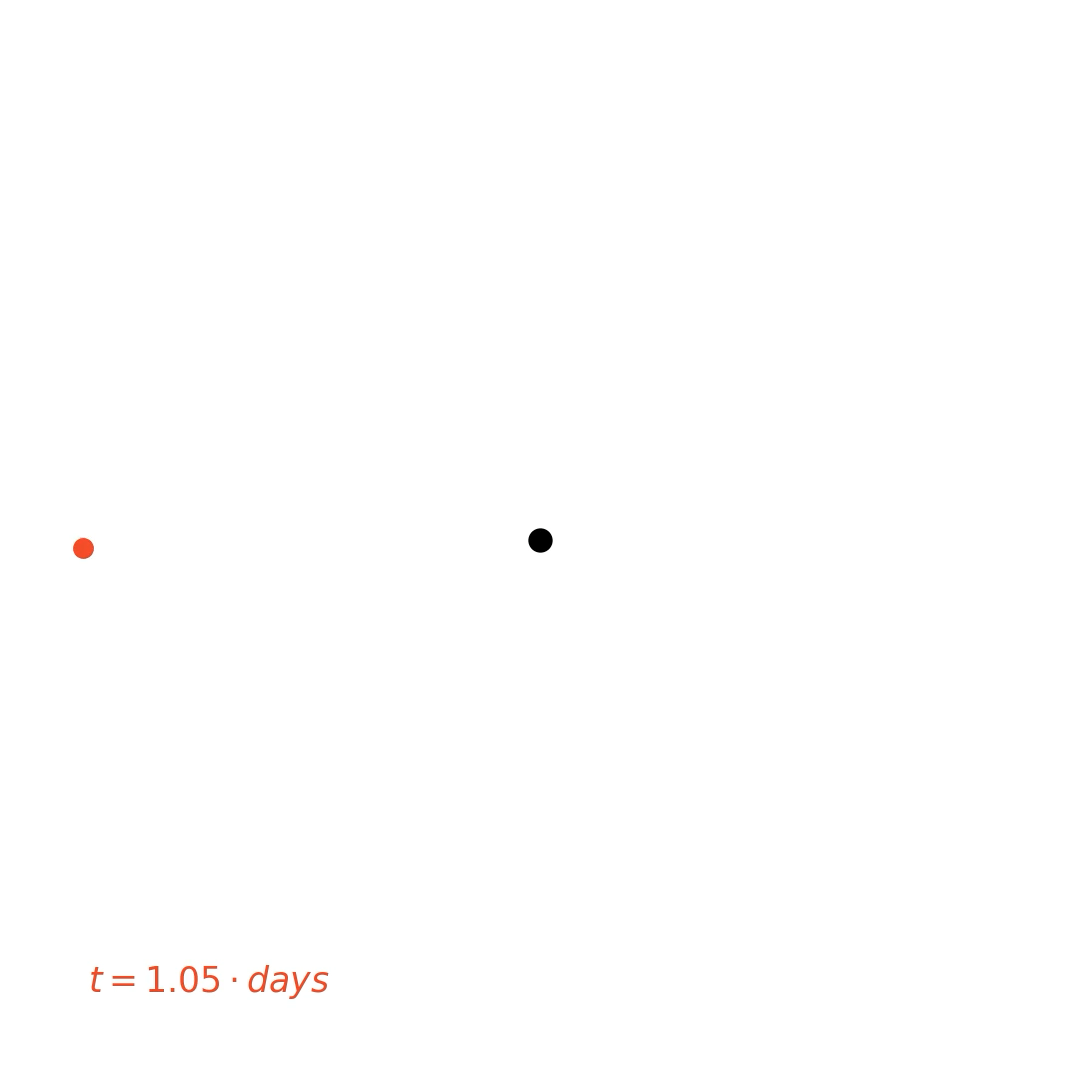 t = 1.05 · days